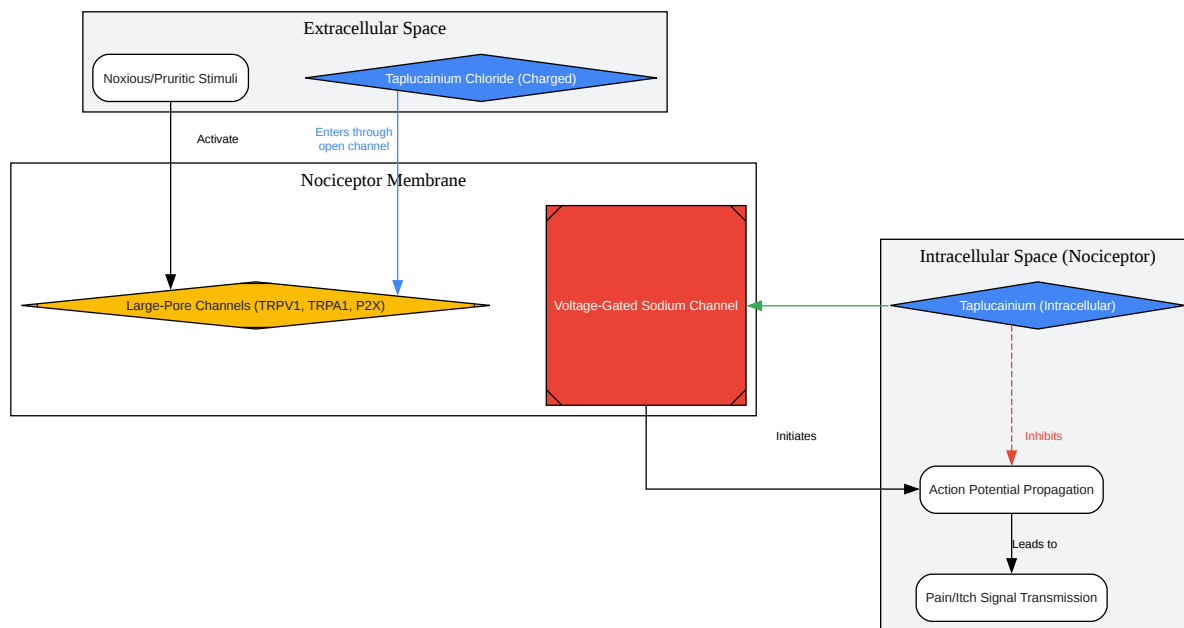 Extracellular Space
Noxious/Pruritic Stimuli
Taplucainium Chloride (Charged)
Activate
Enters through
open channel
Nociceptor Membrane
Large-Pore Channels (TRPV1, TRPA1, P2X)
Voltage-Gated Sodium Channel
Intracellular Space (Nociceptor)
Taplucainium (Intracellular)
Initiates
Inhibits
Action Potential Propagation
Leads to
Pain/Itch Signal Transmission